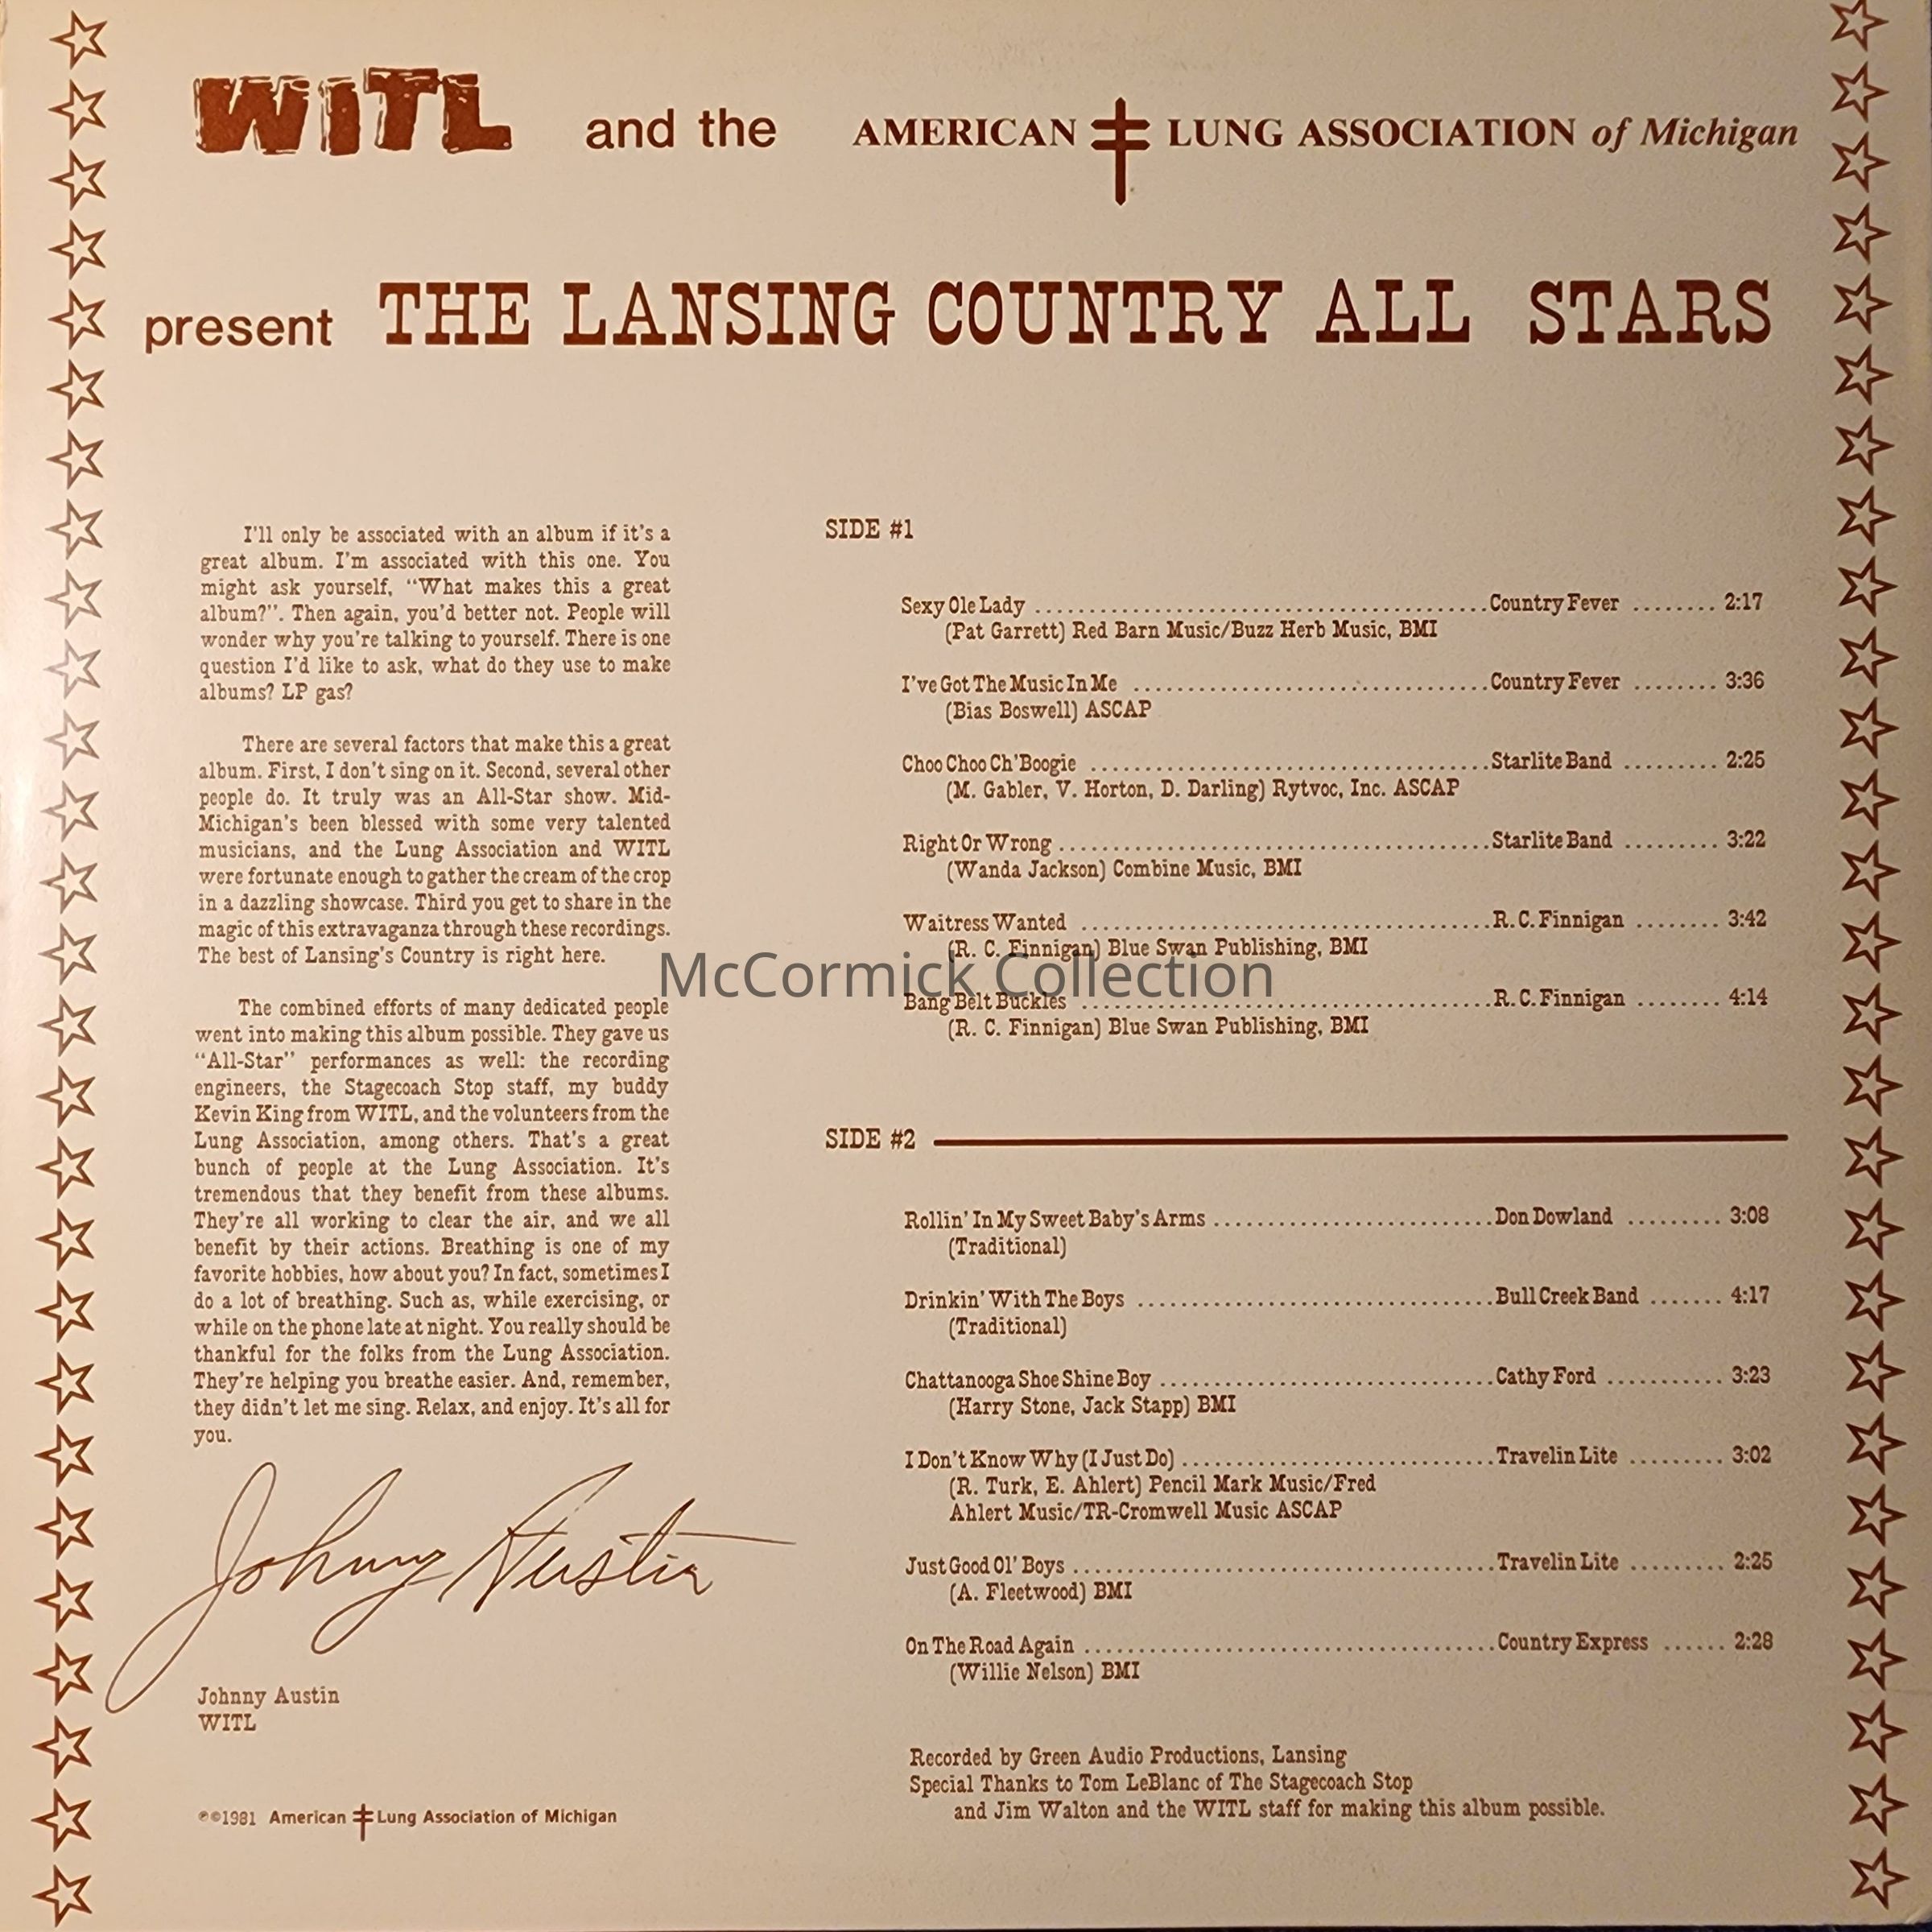 WITL and the AMERICAN LUNG ASSOCIATION of Michigan
present THE LANSING COUNTRY ALL STARS
I'll only be associated with an album if it's a
great album. I'm associated with this one. You
might ask yourself, "What makes this a great
album?". Then again, you'd better not. People will
wonder why you're talking to yourself. There is one
question I'd like to ask, what do they use to make
albums? LP gas?
There are several factors that make this a great
album. First, I don't sing on it. Second, several other
people do. It truly was an All-Star show. Mid-
Michigan's been blessed with some very talented
musicians, and the Lung Association and WITL
were fortunate enough to gather the cream of the crop
in a dazzling showcase. Third you get to share in the
magic of this extravaganza through these recordings.
The best of Lansing's Country is right here.
The combined efforts of many dedicated people
went into making this album possible. They gave us
"All-Star" performances as well: the recording
engineers, the Stagecoach Stop staff, my buddy
Kevin King from WITL, and the volunteers from the
Lung Association, among others. That's a great
bunch of people at the Lung Association. It's
tremendous that they benefit from these albums.
They're all working to clear the air, and we all
benefit by their actions. Breathing is one of my
favorite hobbies, how about you? In fact, sometimes I
do a lot of breathing. Such as, while exercising, or
while on the phone late at night. You really should be
thankful for the folks from the Lung Association.
They're helping you breathe easier. And, remember,
they didn't let me sing. Relax, and enjoy. It's all for
you.
Johnny Austin
Johnny Austin
WITL
℗©1981 American Lung Association of Michigan
SIDE #1
Sexy Ole Lady ........ Country Fever ........ 2:17
(Pat Garrett) Red Barn Music/Buzz Herb Music, BMI
I've Got The Music In Me ........ Country Fever ........ 3:36
(Bias Boswell) ASCAP
Choo Choo Ch'Boogie ........ Starlite Band ......... 2:25
(M. Gabler, V. Horton, D. Darling) Rytvoc, Inc. ASCAP
Right Or Wrong ........ Starlite Band ......... 3:22
(Wanda Jackson) Combine Music, BMI
Waitress Wanted ........ R. C. Finnigan ........ 3:42
(R. C. Finnigan) Blue Swan Publishing, BMI
Bang Belt Buckles ........ R. C. Finnigan ........ 4:14
(R. C. Finnigan) Blue Swan Publishing, BMI
SIDE #2
Rollin' In My Sweet Baby's Arms ........ Don Dowland ......... 3:08
(Traditional)
Drinkin' With The Boys ........ Bull Creek Band ....... 4:17
(Traditional)
Chattanooga Shoe Shine Boy ........ Cathy Ford ........... 3:23
(Harry Stone, Jack Stapp) BMI
I Don't Know Why (I Just Do) ........ Travelin Lite ......... 3:02
(R. Turk, E. Ahlert) Pencil Mark Music/Fred
Ahlert Music/TR-Cromwell Music ASCAP
Just Good Ol' Boys ........ Travelin Lite ......... 2:25
(A. Fleetwood) BMI
On The Road Again ........ Country Express ...... 2:28
(Willie Nelson) BMI
Recorded by Green Audio Productions, Lansing
Special Thanks to Tom LeBlanc of The Stagecoach Stop
and Jim Walton and the WITL staff for making this album possible.
McCormick Collection